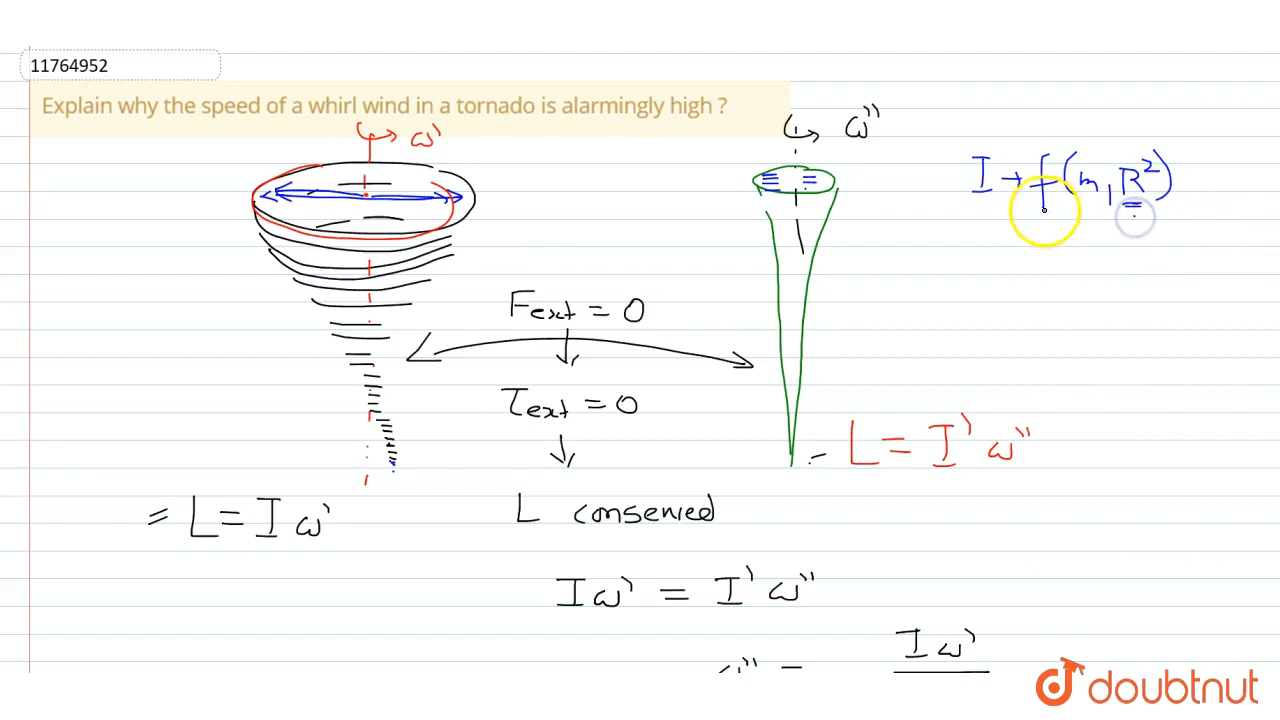 11764952
Explain why the speed of a whirl wind in a tornado is alarmingly high ?
ω'
ω''
I → f(m, R²)
Fext = 0
τext = 0
L = I' ω''
= L = I ω'
L conserved
I ω' = I' ω''
I ω'
ω'' =
doubtnut